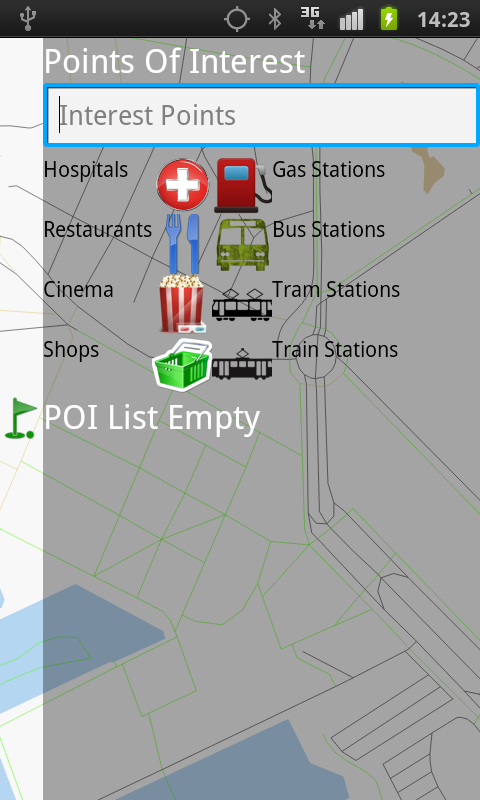 3G 14:23
Points Of Interest
Interest Points
Hospitals Gas Stations
Restaurants Bus Stations
Cinema Tram Stations
Shops Train Stations
POI List Empty